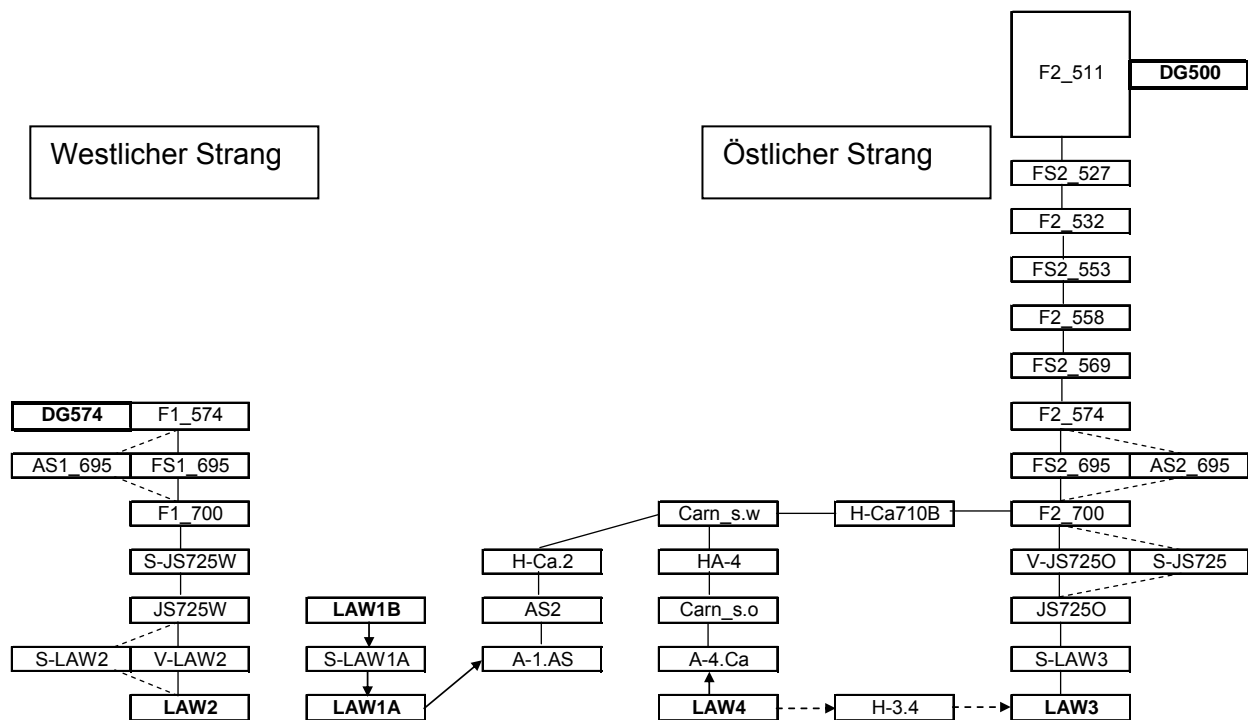 F2_511
DG500
Westlicher Strang
Östlicher Strang
FS2_527
F2_532
FS2_553
F2_558
FS2_569
DG574 F1_574 F2_574
AS1_695 FS1_695 FS2_695 AS2_695
F1_700 Carn_s.w H-Ca710B F2_700
S-JS725W H-Ca.2 HA-4 V-JS725O S-JS725
JS725W LAW1B AS2 Carn_s.o JS725O
S-LAW2 V-LAW2 S-LAW1A A-1.AS A-4.Ca S-LAW3
LAW2 LAW1A LAW4 H-3.4 LAW3